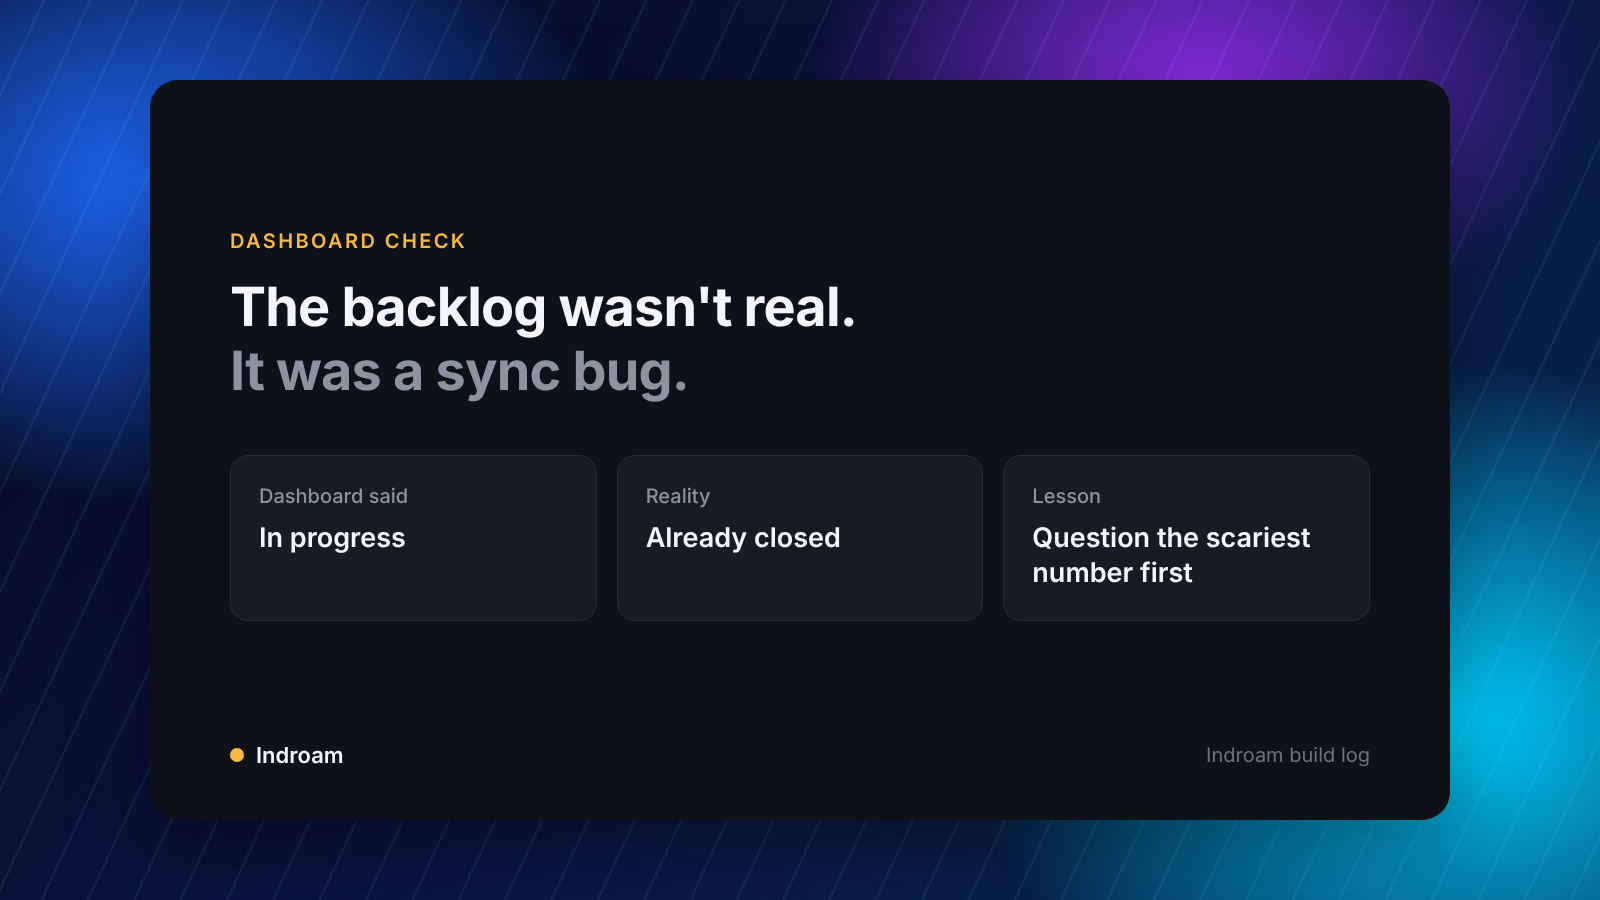 DASHBOARD CHECK
The backlog wasn't real.
It was a sync bug.
Dashboard said
In progress
Reality
Already closed
Lesson
Question the scariest
number first
Indroam
Indroam build log